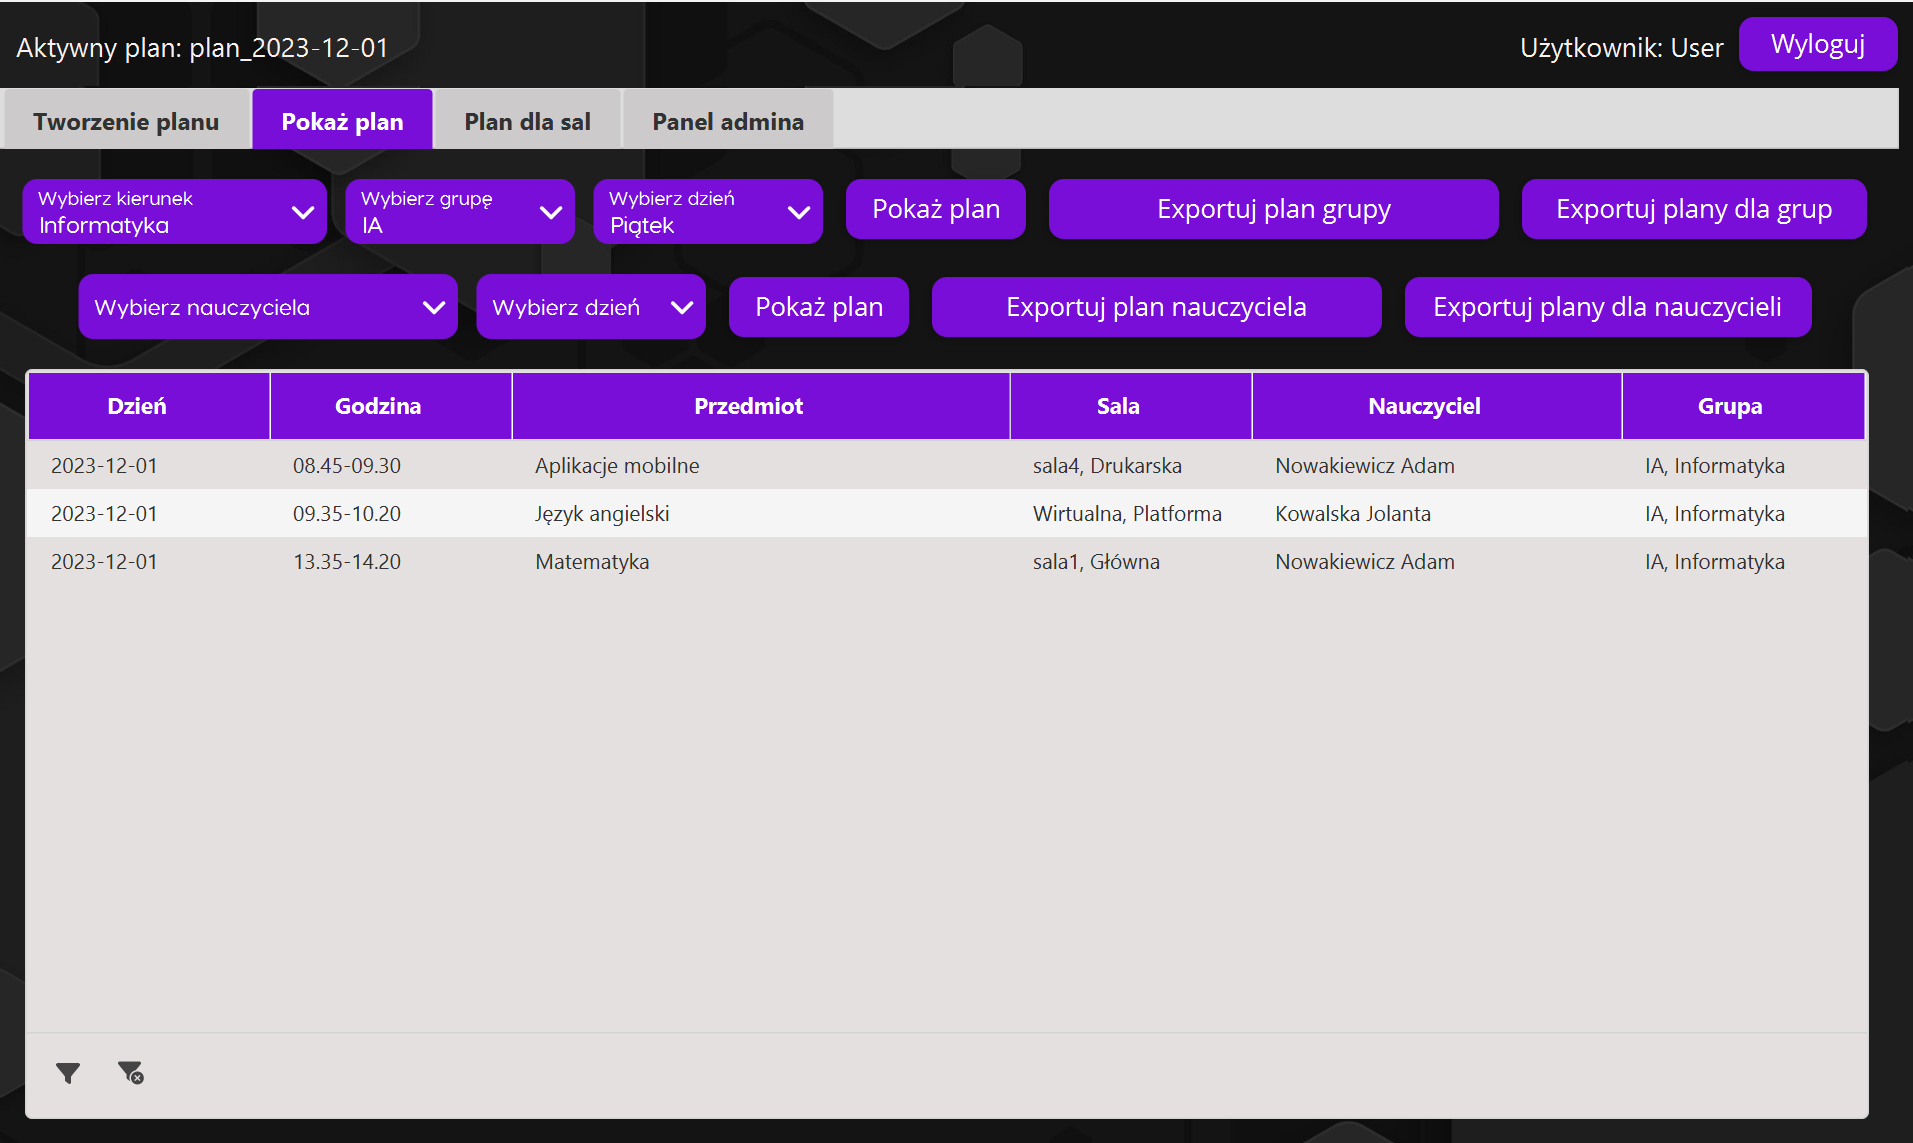 Aktywny plan: plan_2023-12-01
Użytkownik: User
Wyloguj
Tworzenie planu
Pokaż plan
Plan dla sal
Panel admina
Wybierz kierunek
Informatyka
Wybierz grupę
IA
Wybierz dzień
Piątek
Pokaż plan
Exportuj plan grupy
Exportuj plany dla grup
Wybierz nauczyciela
Wybierz dzień
Pokaż plan
Exportuj plan nauczyciela
Exportuj plany dla nauczycieli
Dzień Godzina Przedmiot Sala Nauczyciel Grupa
2023-12-01 08.45-09.30 Aplikacje mobilne sala4, Drukarska Nowakiewicz Adam IA, Informatyka
2023-12-01 09.35-10.20 Język angielski Wirtualna, Platforma Kowalska Jolanta IA, Informatyka
2023-12-01 13.35-14.20 Matematyka sala1, Główna Nowakiewicz Adam IA, Informatyka